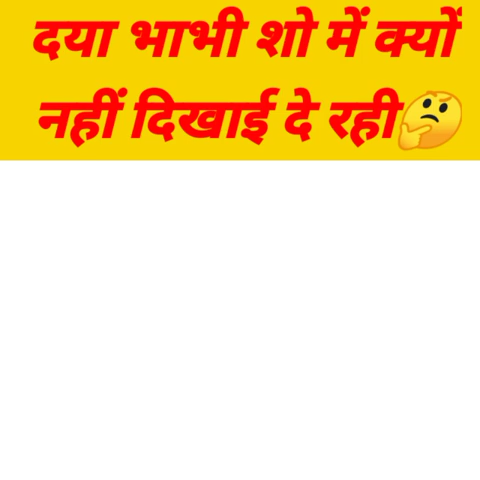 दया भाभी शो में क्यों
नहीं दिखाई दे रही🤔